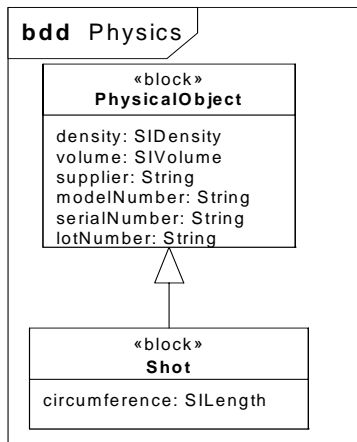 bdd Physics
«block»
PhysicalObject
density: SIDensity
volume: SIVolume
supplier: String
modelNumber: String
serialNumber: String
lotNumber: String
«block»
Shot
circumference: SILength